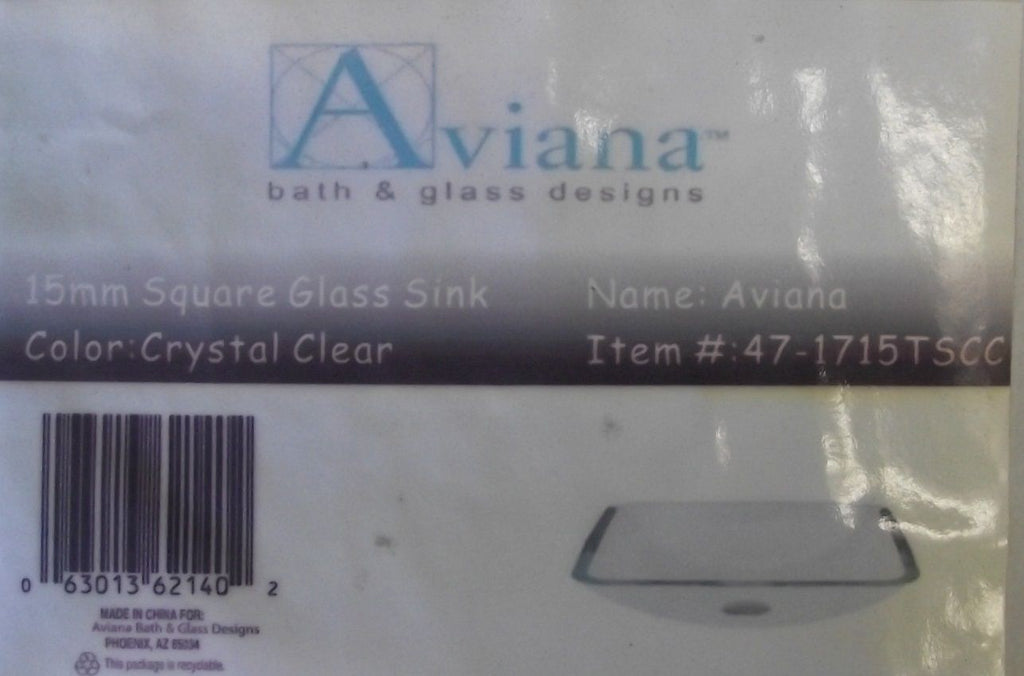 Aviana™
bath & glass designs
15mm Square Glass Sink
Name: Aviana
Color:Crystal Clear
Item #:47-1715TSCC
0 63013 62140 2
MADE IN CHINA FOR:
Aviana Bath & Glass Designs
PHOENIX, AZ 85034
This package is recyclable.